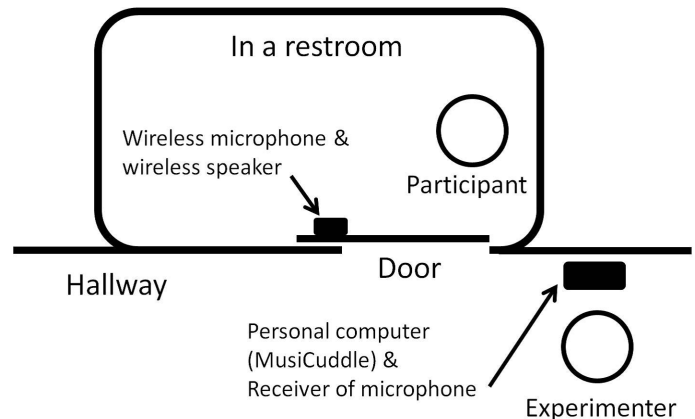 In a restroom
Wireless microphone &
wireless speaker
Participant
Door
Hallway
Personal computer
(MusiCuddle) &
Receiver of microphone
Experimenter